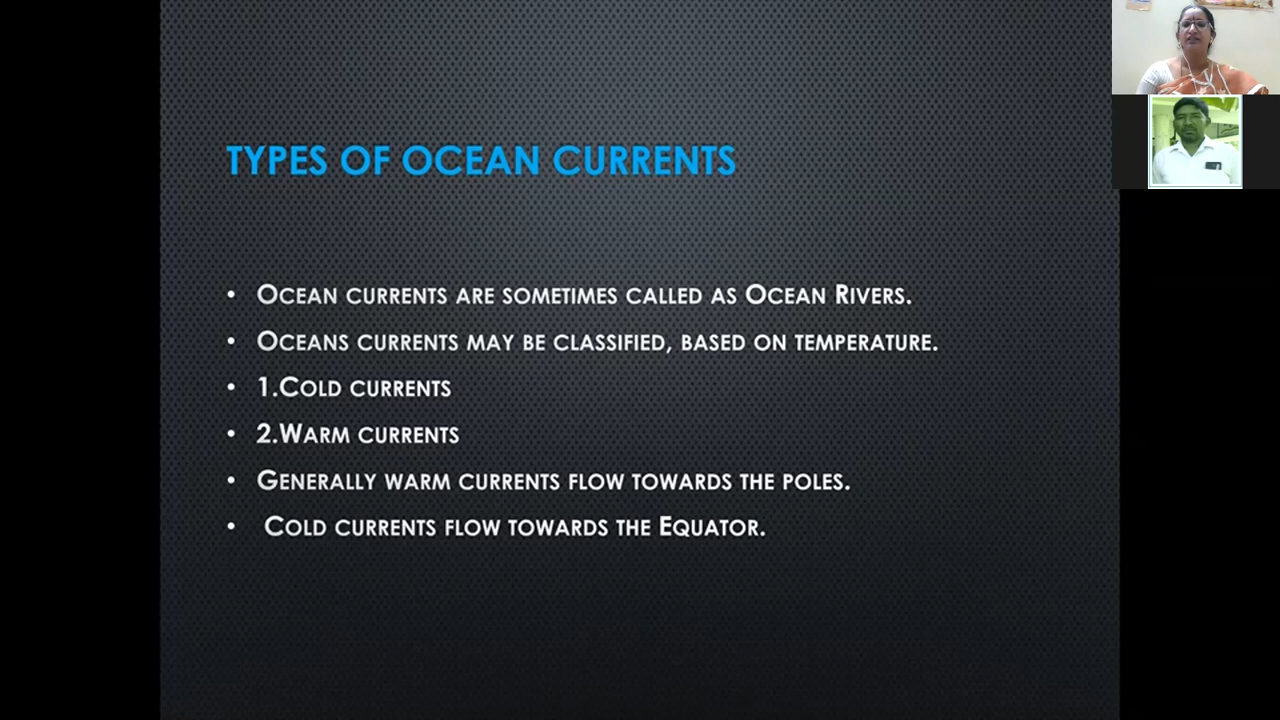 TYPES OF OCEAN CURRENTS
• OCEAN CURRENTS ARE SOMETIMES CALLED AS OCEAN RIVERS.
• OCEANS CURRENTS MAY BE CLASSIFIED, BASED ON TEMPERATURE.
• 1.COLD CURRENTS
• 2.WARM CURRENTS
• GENERALLY WARM CURRENTS FLOW TOWARDS THE POLES.
• COLD CURRENTS FLOW TOWARDS THE EQUATOR.